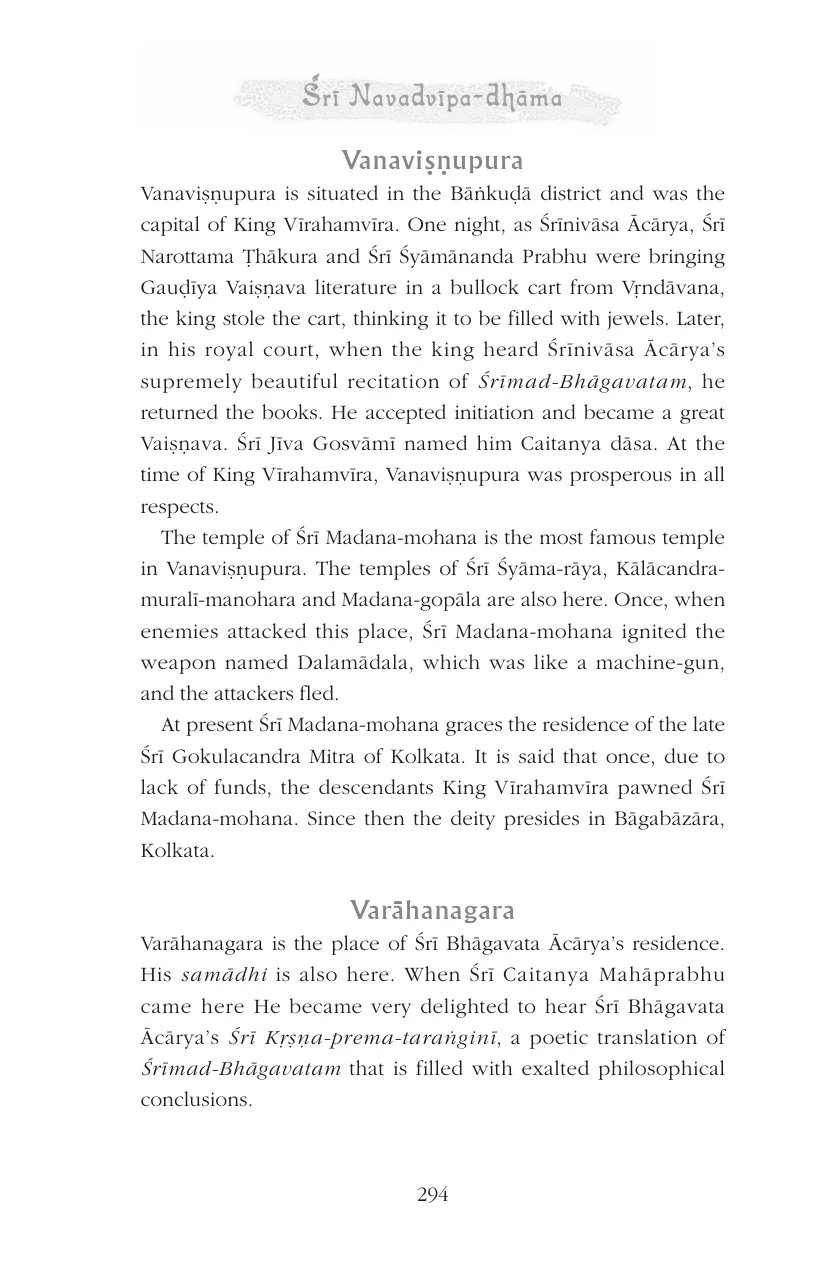 Śrī Navadvīpa-dhāma
Vanaviṣṇupura
Vanaviṣṇupura is situated in the Bāṅkuḍā district and was the
capital of King Vīrahamvīra. One night, as Śrīnivāsa Ācārya, Śrī
Narottama Ṭhākura and Śrī Śyāmānanda Prabhu were bringing
Gauḍīya Vaiṣṇava literature in a bullock cart from Vṛndāvana,
the king stole the cart, thinking it to be filled with jewels. Later,
in his royal court, when the king heard Śrīnivāsa Ācārya’s
supremely beautiful recitation of Śrīmad-Bhāgavatam, he
returned the books. He accepted initiation and became a great
Vaiṣṇava. Śrī Jīva Gosvāmī named him Caitanya dāsa. At the
time of King Vīrahamvīra, Vanaviṣṇupura was prosperous in all
respects.
The temple of Śrī Madana-mohana is the most famous temple
in Vanaviṣṇupura. The temples of Śrī Śyāma-rāya, Kālācandra-
muralī-manohara and Madana-gopāla are also here. Once, when
enemies attacked this place, Śrī Madana-mohana ignited the
weapon named Dalamādala, which was like a machine-gun,
and the attackers fled.
At present Śrī Madana-mohana graces the residence of the late
Śrī Gokulacandra Mitra of Kolkata. It is said that once, due to
lack of funds, the descendants King Vīrahamvīra pawned Śrī
Madana-mohana. Since then the deity presides in Bāgabāzāra,
Kolkata.
Varāhanagara
Varāhanagara is the place of Śrī Bhāgavata Ācārya’s residence.
His samādhi is also here. When Śrī Caitanya Mahāprabhu
came here He became very delighted to hear Śrī Bhāgavata
Ācārya’s Śrī Kṛṣṇa-prema-taraṅginī, a poetic translation of
Śrīmad-Bhāgavatam that is filled with exalted philosophical
conclusions.
294